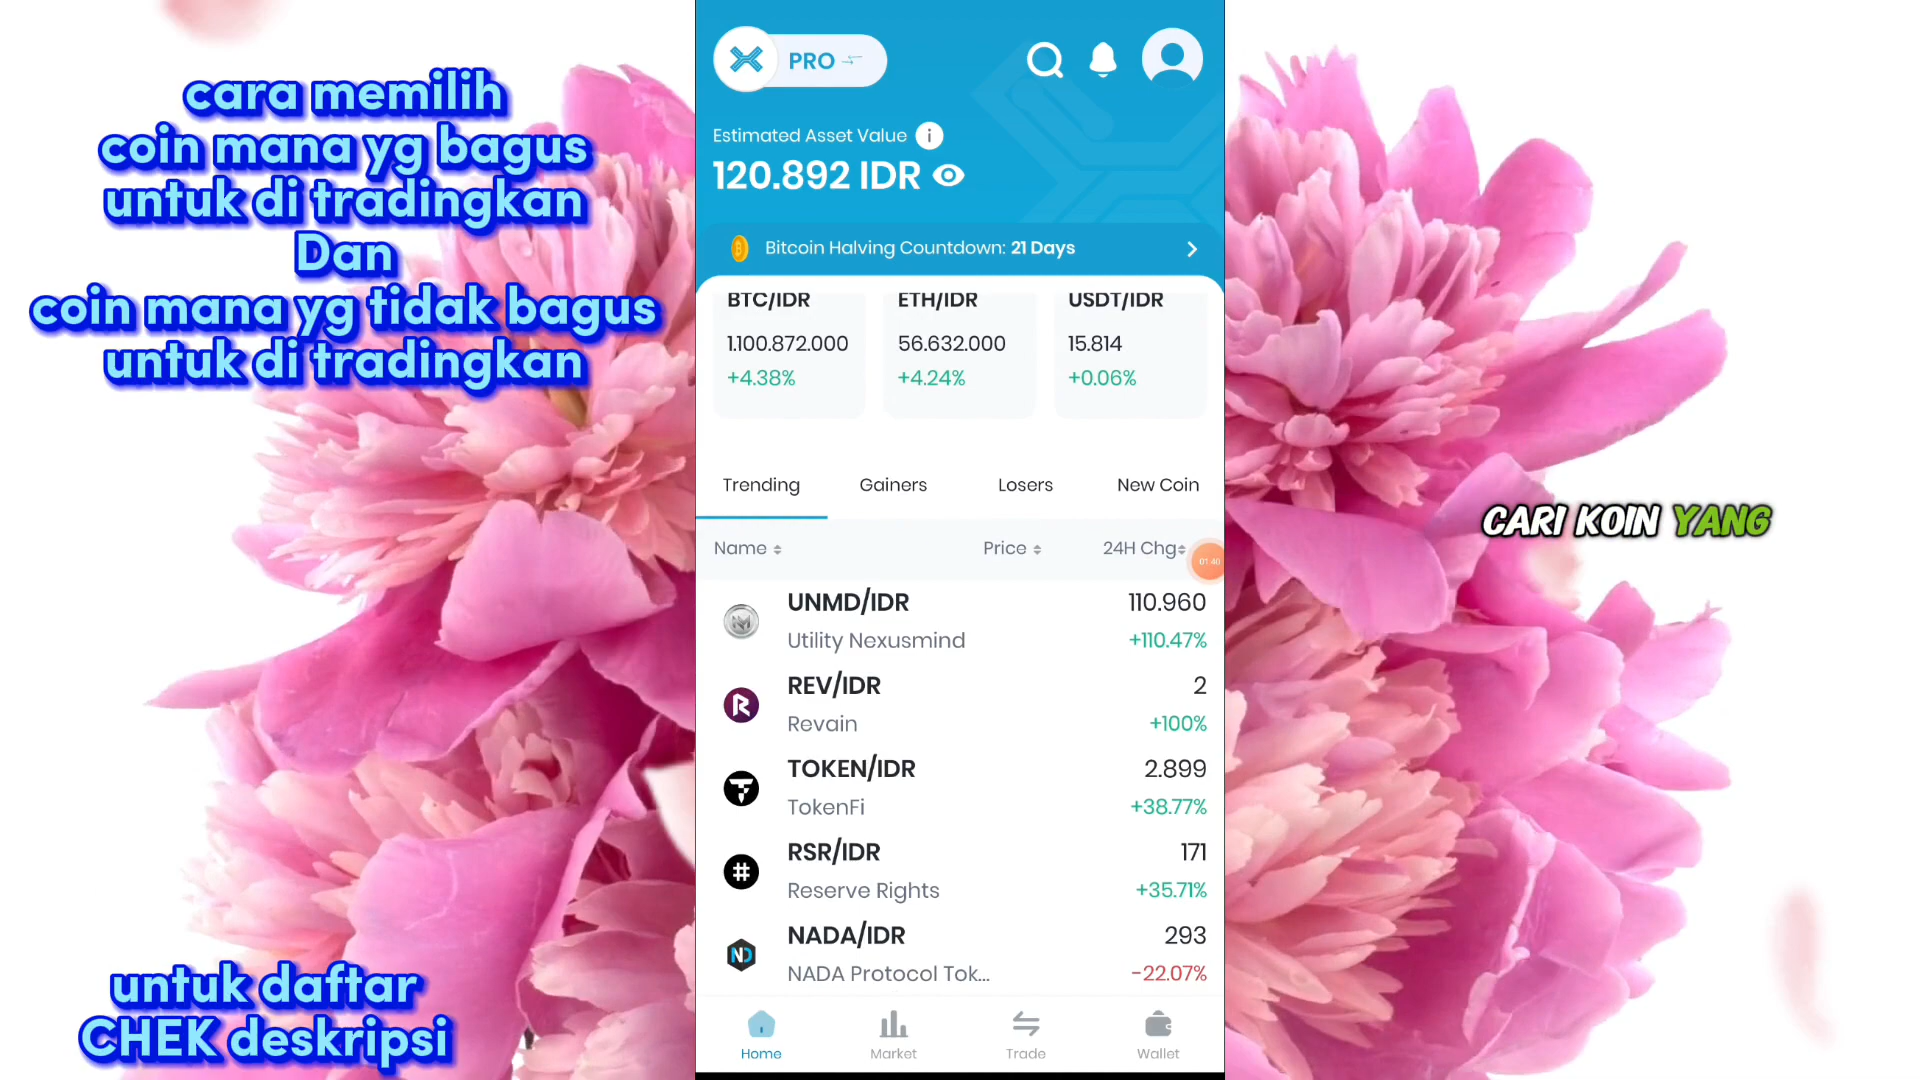 cara memilih
coin mana yg bagus
untuk di tradingkan
Dan
coin mana yg tidak bagus
untuk di tradingkan
untuk daftar
CHEK deskripsi
PRO
Estimated Asset Value i
120.892 IDR
Bitcoin Halving Countdown: 21 Days
BTC/IDR ETH/IDR USDT/IDR
1.100.872.000 56.632.000 15.814
+4.38% +4.24% +0.06%
Trending Gainers Losers New Coin
Name Price 24H Chg
01:40
UNMD/IDR 110.960
Utility Nexusmind +110.47%
REV/IDR 2
Revain +100%
TOKEN/IDR 2.899
TokenFi +38.77%
RSR/IDR 171
Reserve Rights +35.71%
NADA/IDR 293
NADA Protocol Tok... -22.07%
Home Market Trade Wallet
CARI KOIN YANG